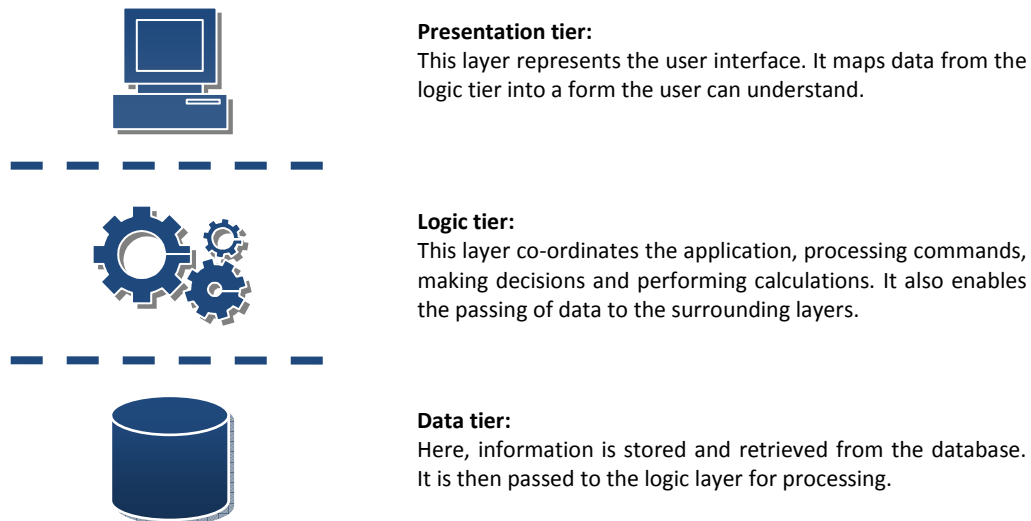 Presentation tier:
This layer represents the user interface. It maps data from the
logic tier into a form the user can understand.
Logic tier:
This layer co-ordinates the application, processing commands,
making decisions and performing calculations. It also enables
the passing of data to the surrounding layers.
Data tier:
Here, information is stored and retrieved from the database.
It is then passed to the logic layer for processing.